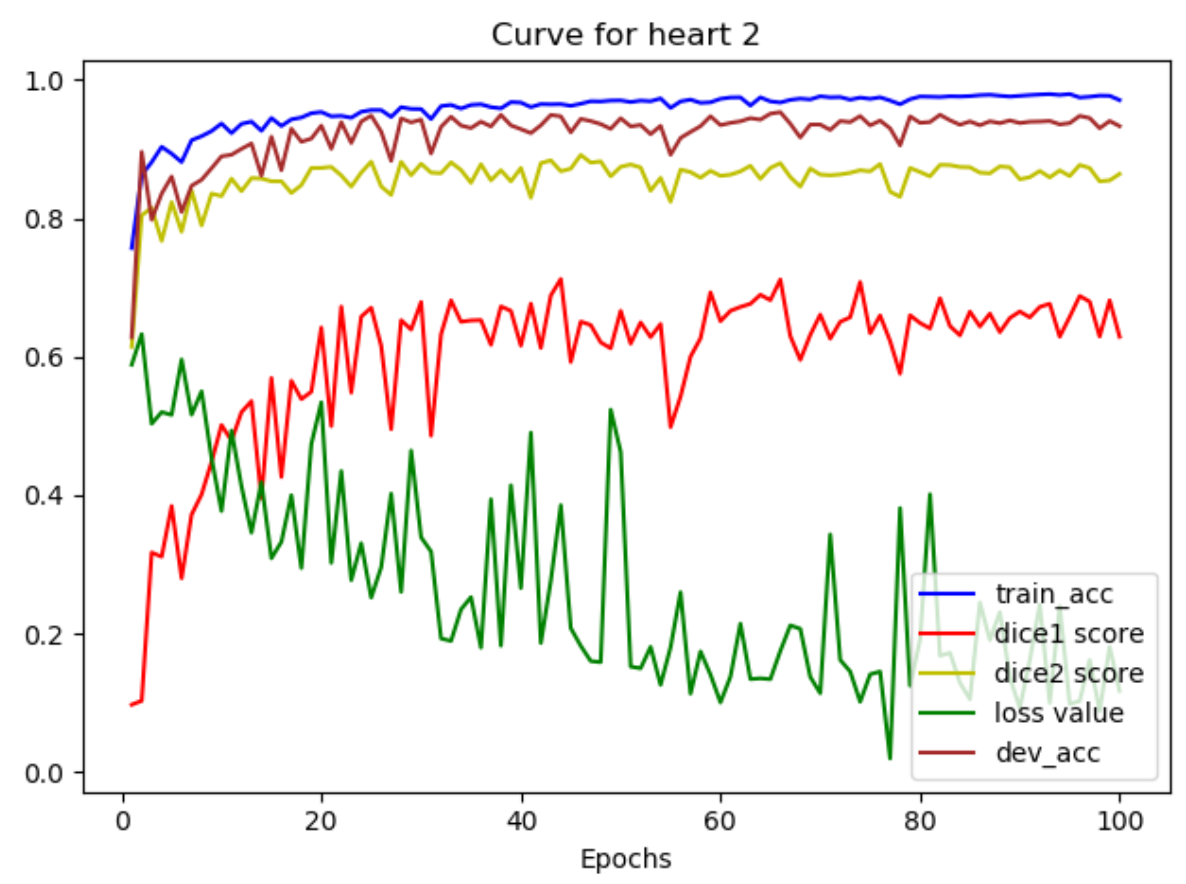 Curve for heart 2
1.0
0.8
0.6
0.4
0.2
0.0
train_acc
dice1 score
dice2 score
loss value
dev_acc
0 20 40 60 80 100
Epochs